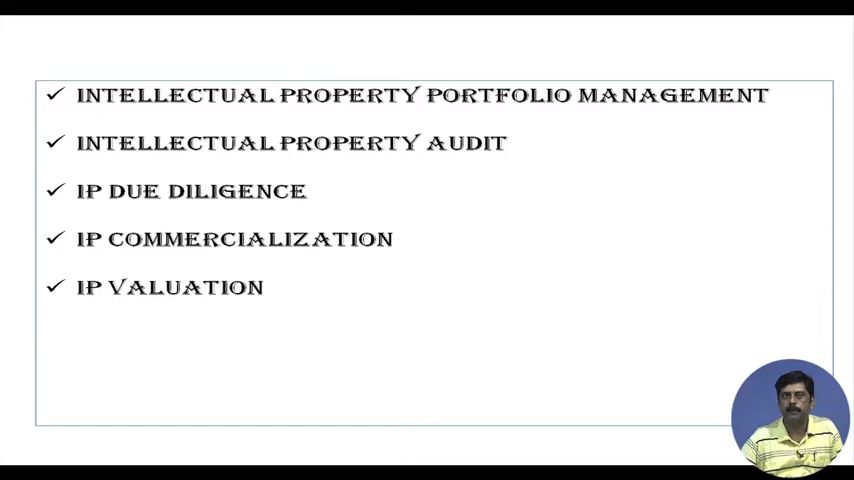 INTELLECTUAL PROPERTY PORTFOLIO MANAGEMENT
INTELLECTUAL PROPERTY AUDIT
IP DUE DILIGENCE
IP COMMERCIALIZATION
IP VALUATION